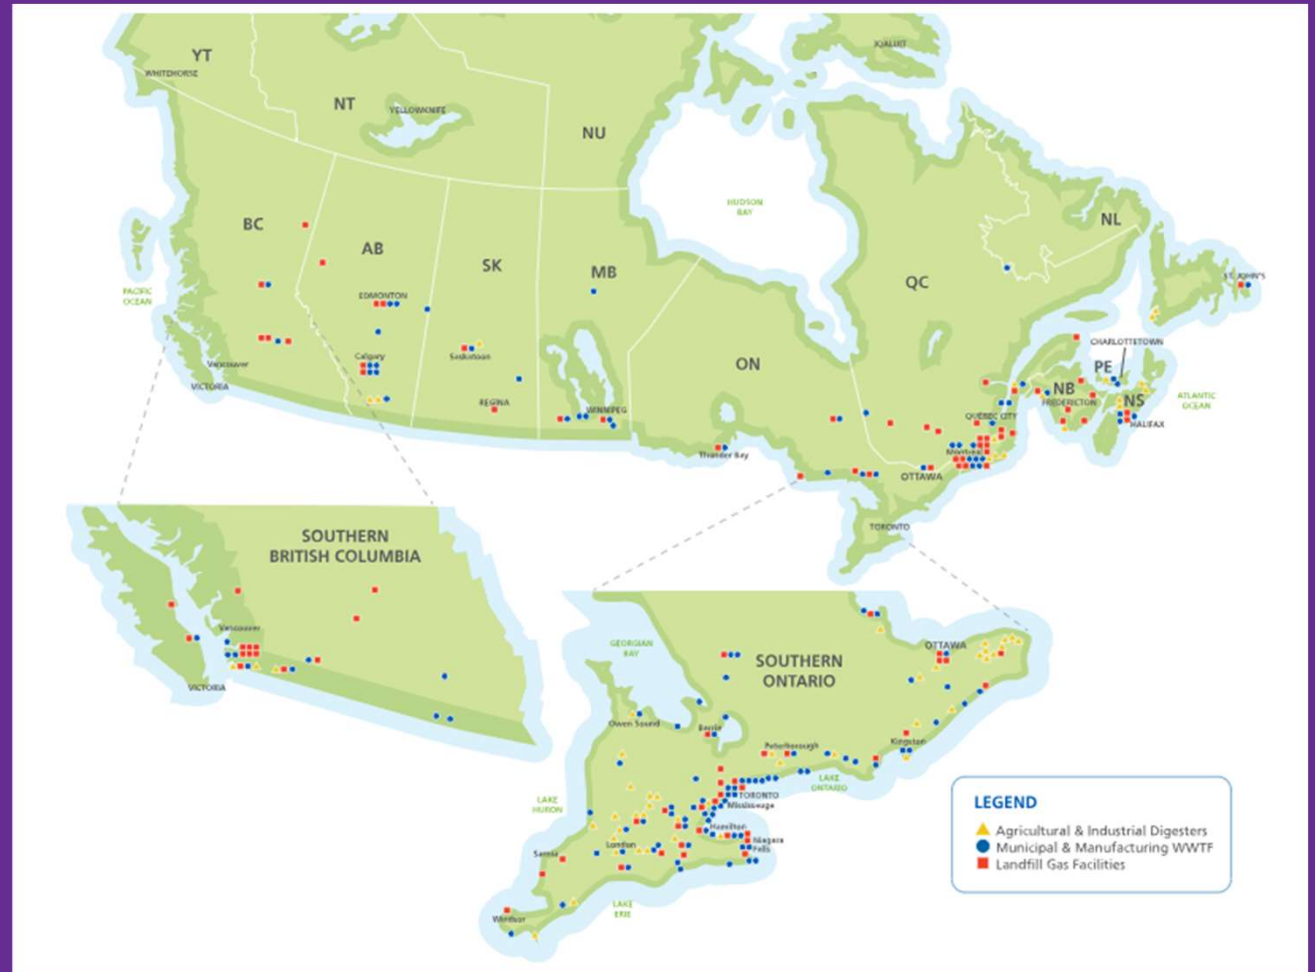 YT
WHITEHORSE
NT
YELLOWKNIFE
NU
HUDSON
BAY
BC
AB
SK
MB
ON
QC
NL
ST. JOHN'S
PACIFIC
OCEAN
EDMONTON
Calgary
Saskatoon
REGINA
WINNIPEG
Vancouver
VICTORIA
Thunder Bay
CHARLOTTETOWN
PE
NB
FREDERICTON
NS
HALIFAX
ATLANTIC
OCEAN
QUÉBEC CITY
Montréal
OTTAWA
TORONTO
SOUTHERN
BRITISH COLUMBIA
Vancouver
VICTORIA
GEORGIAN
BAY
SOUTHERN
ONTARIO
OTTAWA
Owen Sound
Barrie
Peterborough
Kingston
LAKE
ONTARIO
LAKE
HURON
TORONTO
Mississauga
Hamilton
Niagara
Falls
London
Sarnia
LAKE
ERIE
Windsor
LEGEND
Agricultural & Industrial Digesters
Municipal & Manufacturing WWTF
Landfill Gas Facilities